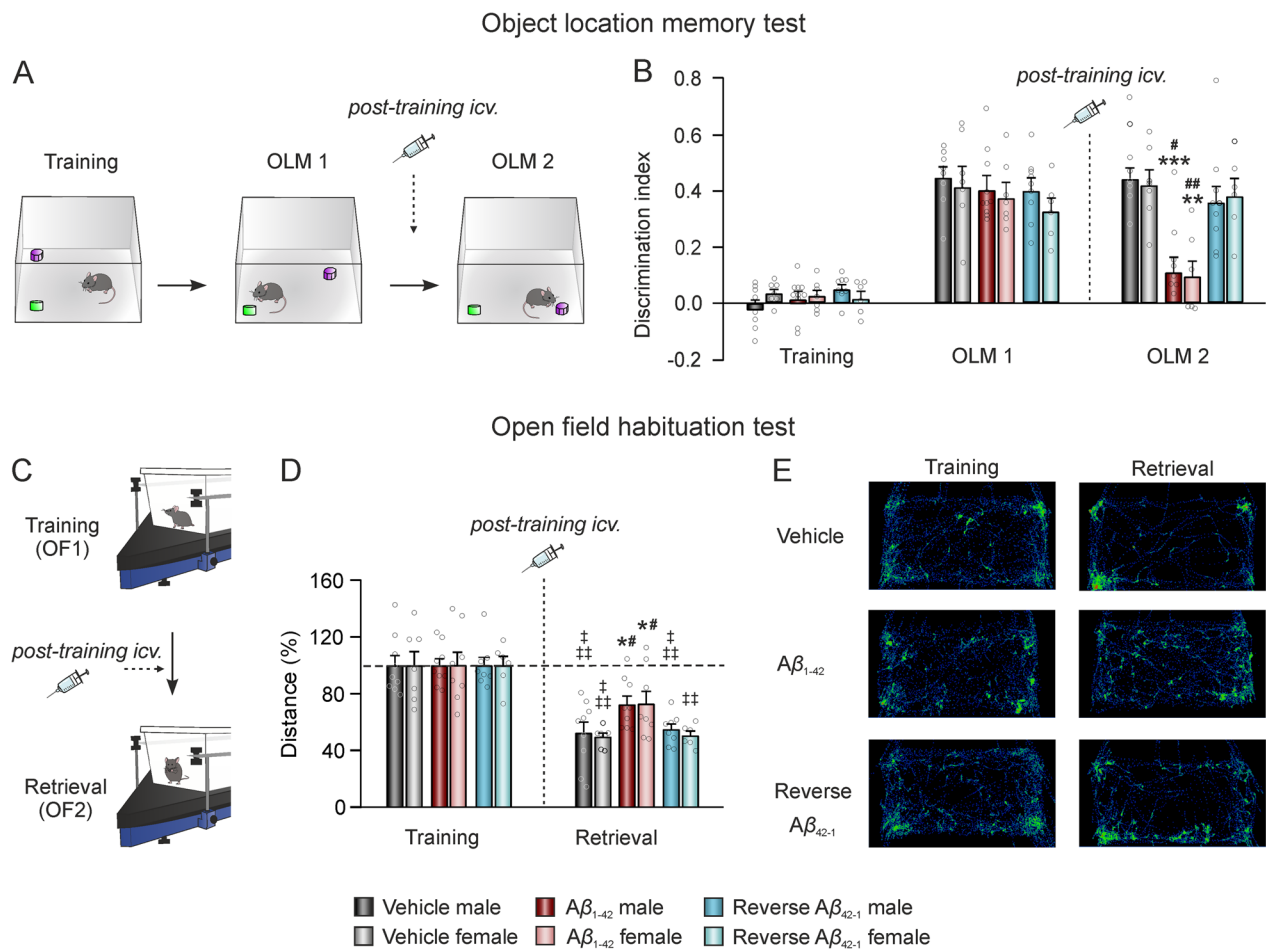 Object location memory test
A
post-training icv.
Training
OLM 1
OLM 2
B
post-training icv.
Discrimination index
0.8
0.6
0.4
0.2
0.0
-0.2
#
***
##
**
Training
OLM 1
OLM 2
Open field habituation test
C
Training
(OF1)
post-training icv.
Retrieval
(OF2)
D
post-training icv.
Distance (%)
160
120
80
40
0
‡
‡‡
‡
‡‡
*#
*#
‡
‡‡
‡‡
Training
Retrieval
E
Training
Retrieval
Vehicle
Aβ1-42
Reverse
Aβ42-1
Vehicle male
Aβ1-42 male
Reverse Aβ42-1 male
Vehicle female
Aβ1-42 female
Reverse Aβ42-1 female